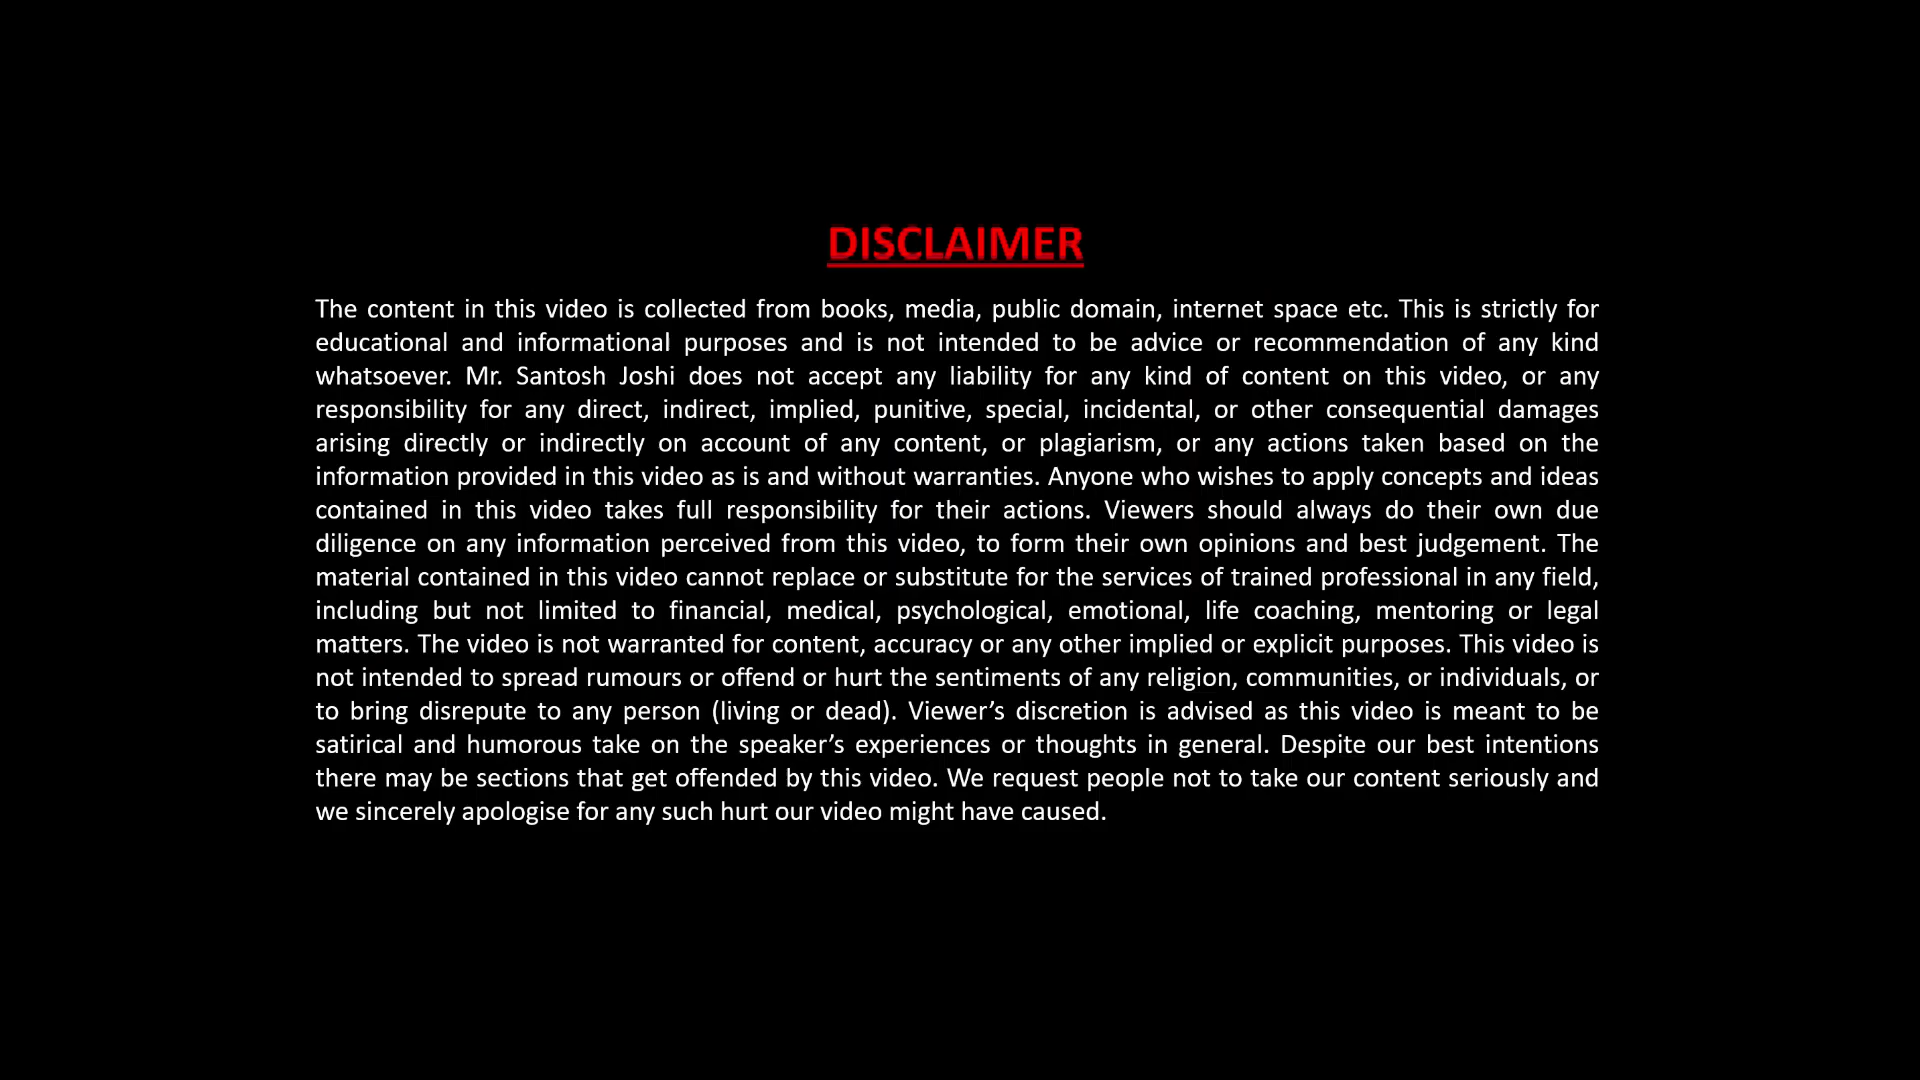 DISCLAIMER
The content in this video is collected from books, media, public domain, internet space etc. This is strictly for
educational and informational purposes and is not intended to be advice or recommendation of any kind
whatsoever. Mr. Santosh Joshi does not accept any liability for any kind of content on this video, or any
responsibility for any direct, indirect, implied, punitive, special, incidental, or other consequential damages
arising directly or indirectly on account of any content, or plagiarism, or any actions taken based on the
information provided in this video as is and without warranties. Anyone who wishes to apply concepts and ideas
contained in this video takes full responsibility for their actions. Viewers should always do their own due
diligence on any information perceived from this video, to form their own opinions and best judgement. The
material contained in this video cannot replace or substitute for the services of trained professional in any field,
including but not limited to financial, medical, psychological, emotional, life coaching, mentoring or legal
matters. The video is not warranted for content, accuracy or any other implied or explicit purposes. This video is
not intended to spread rumours or offend or hurt the sentiments of any religion, communities, or individuals, or
to bring disrepute to any person (living or dead). Viewer’s discretion is advised as this video is meant to be
satirical and humorous take on the speaker’s experiences or thoughts in general. Despite our best intentions
there may be sections that get offended by this video. We request people not to take our content seriously and
we sincerely apologise for any such hurt our video might have caused.